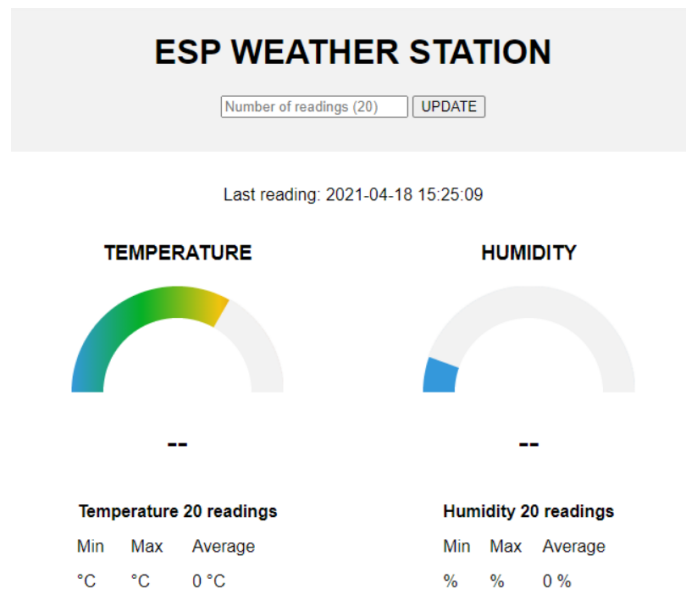 ESP WEATHER STATION
Number of readings (20) UPDATE
Last reading: 2021-04-18 15:25:09
TEMPERATURE HUMIDITY
-- --
Temperature 20 readings Humidity 20 readings
Min Max Average Min Max Average
°C °C 0 °C % % 0 %